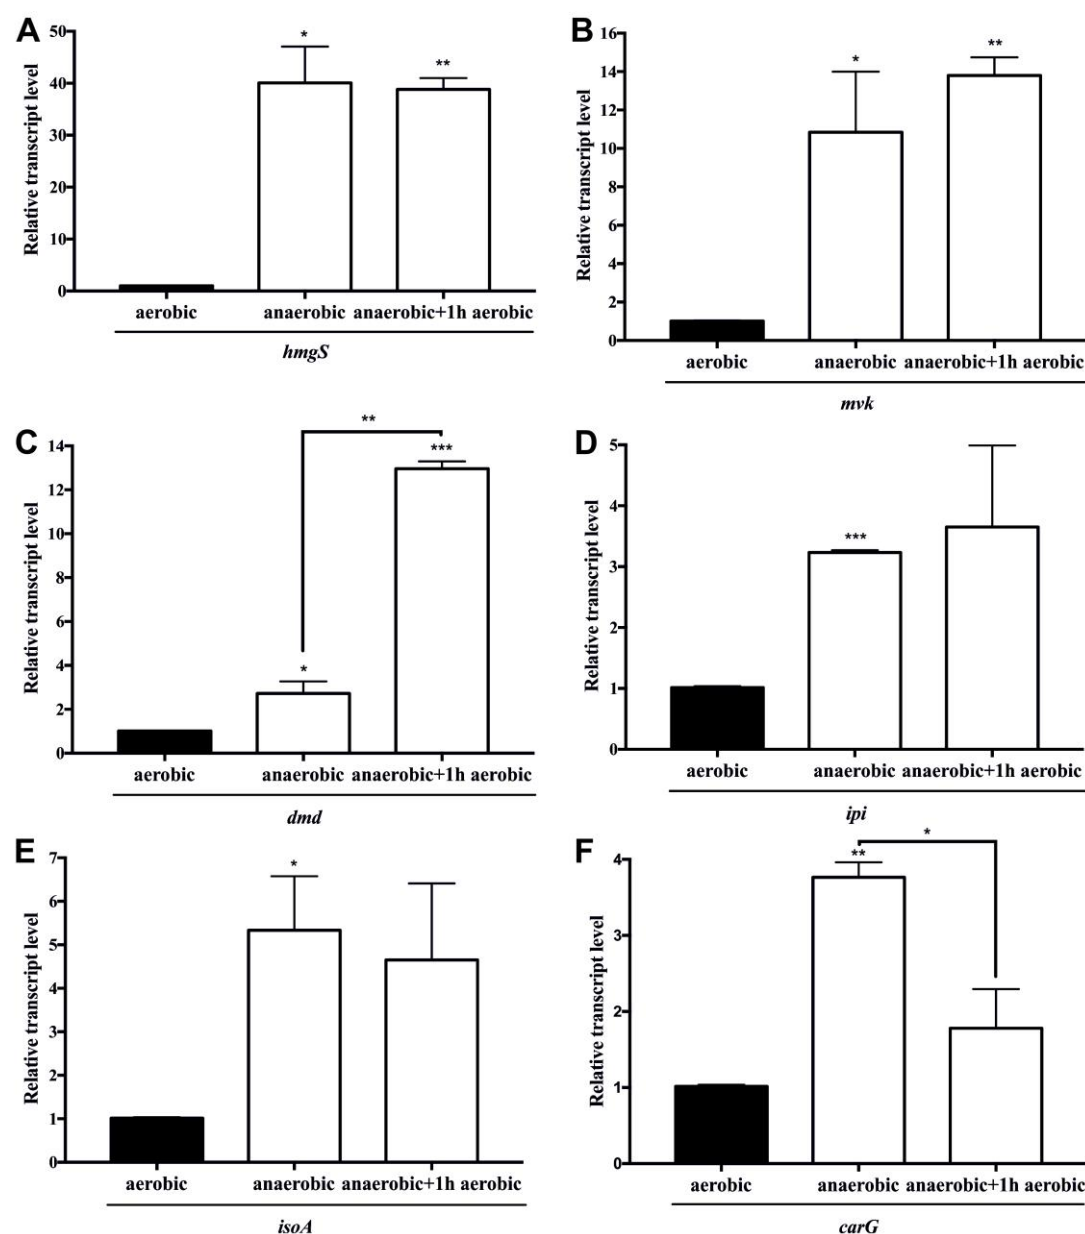 A
Relative transcript level
50
40
30
20
10
0
*
**
aerobic anaerobic anaerobic+1h aerobic
hmgS
B
Relative transcript level
16
14
12
10
8
6
4
2
0
*
**
aerobic anaerobic anaerobic+1h aerobic
mvk
C
Relative transcript level
14
12
10
8
6
4
2
0
**
*
***
aerobic anaerobic anaerobic+1h aerobic
dmd
D
Relative transcript level
5
4
3
2
1
0
***
aerobic anaerobic anaerobic+1h aerobic
ipi
E
Relative transcript level
7
6
5
4
3
2
1
0
*
aerobic anaerobic anaerobic+1h aerobic
isoA
F
Relative transcript level
4
3
2
1
0
*
**
aerobic anaerobic anaerobic+1h aerobic
carG